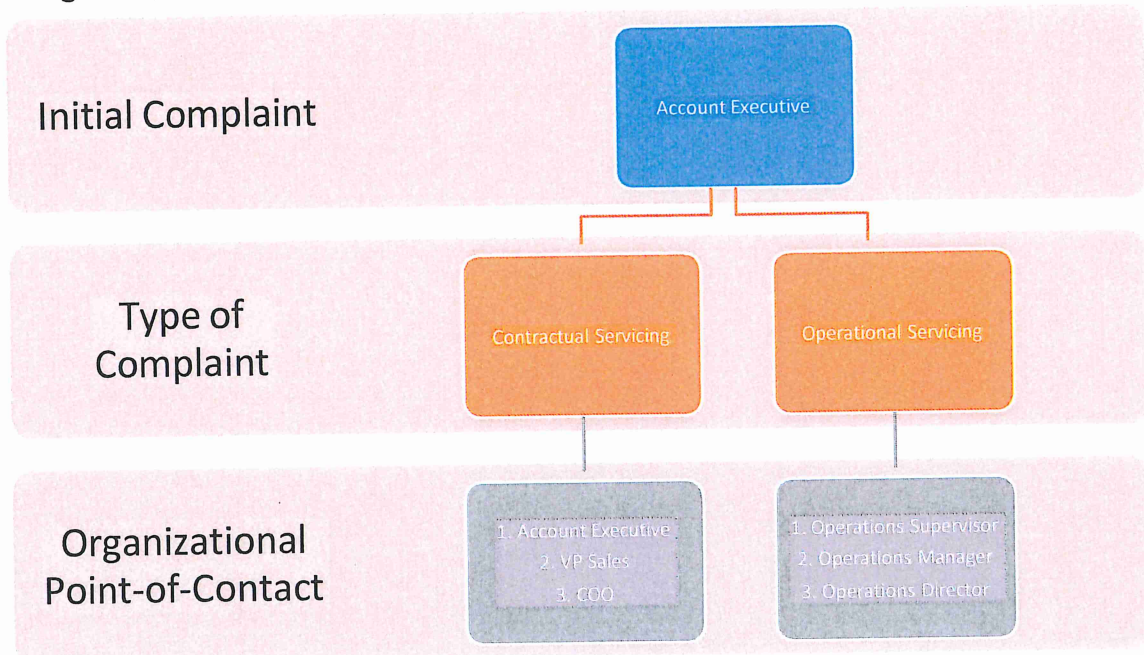 Initial Complaint
Account Executive
Type of
Complaint
Contractual Servicing
Operational Servicing
Organizational
Point-of-Contact
1. Account Executive
2. VP Sales
3. COO
1. Operations Supervisor
2. Operations Manager
3. Operations Director